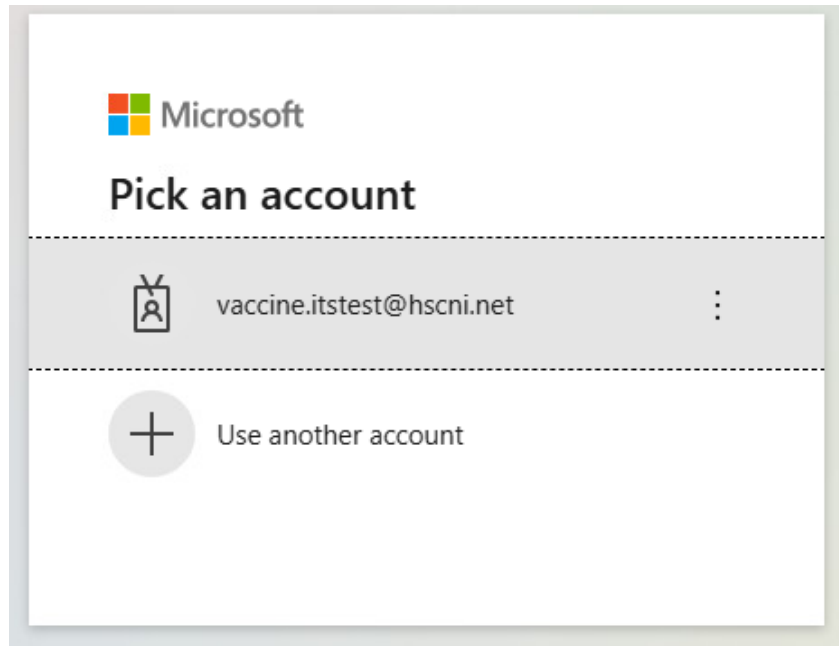 Microsoft
Pick an account
vaccine.itstest@hscni.net
Use another account